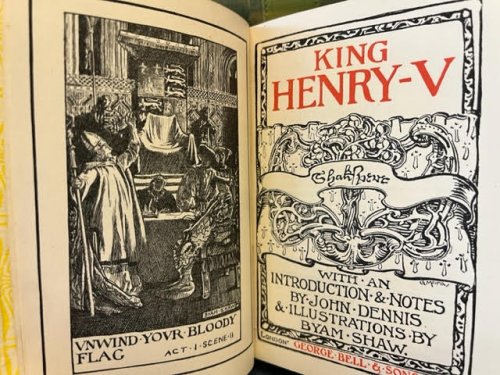 VNWIND · YOVR · BLOODY
FLAG
ACT · I · SCENE · II
KING
HENRY-V
WITH · AN
INTRODUCTION · & · NOTES
BY · JOHN · DENNIS
& · ILLUSTRATIONS · BY
BYAM · SHAW
LONDON
GEORGE · BELL · & · SONS